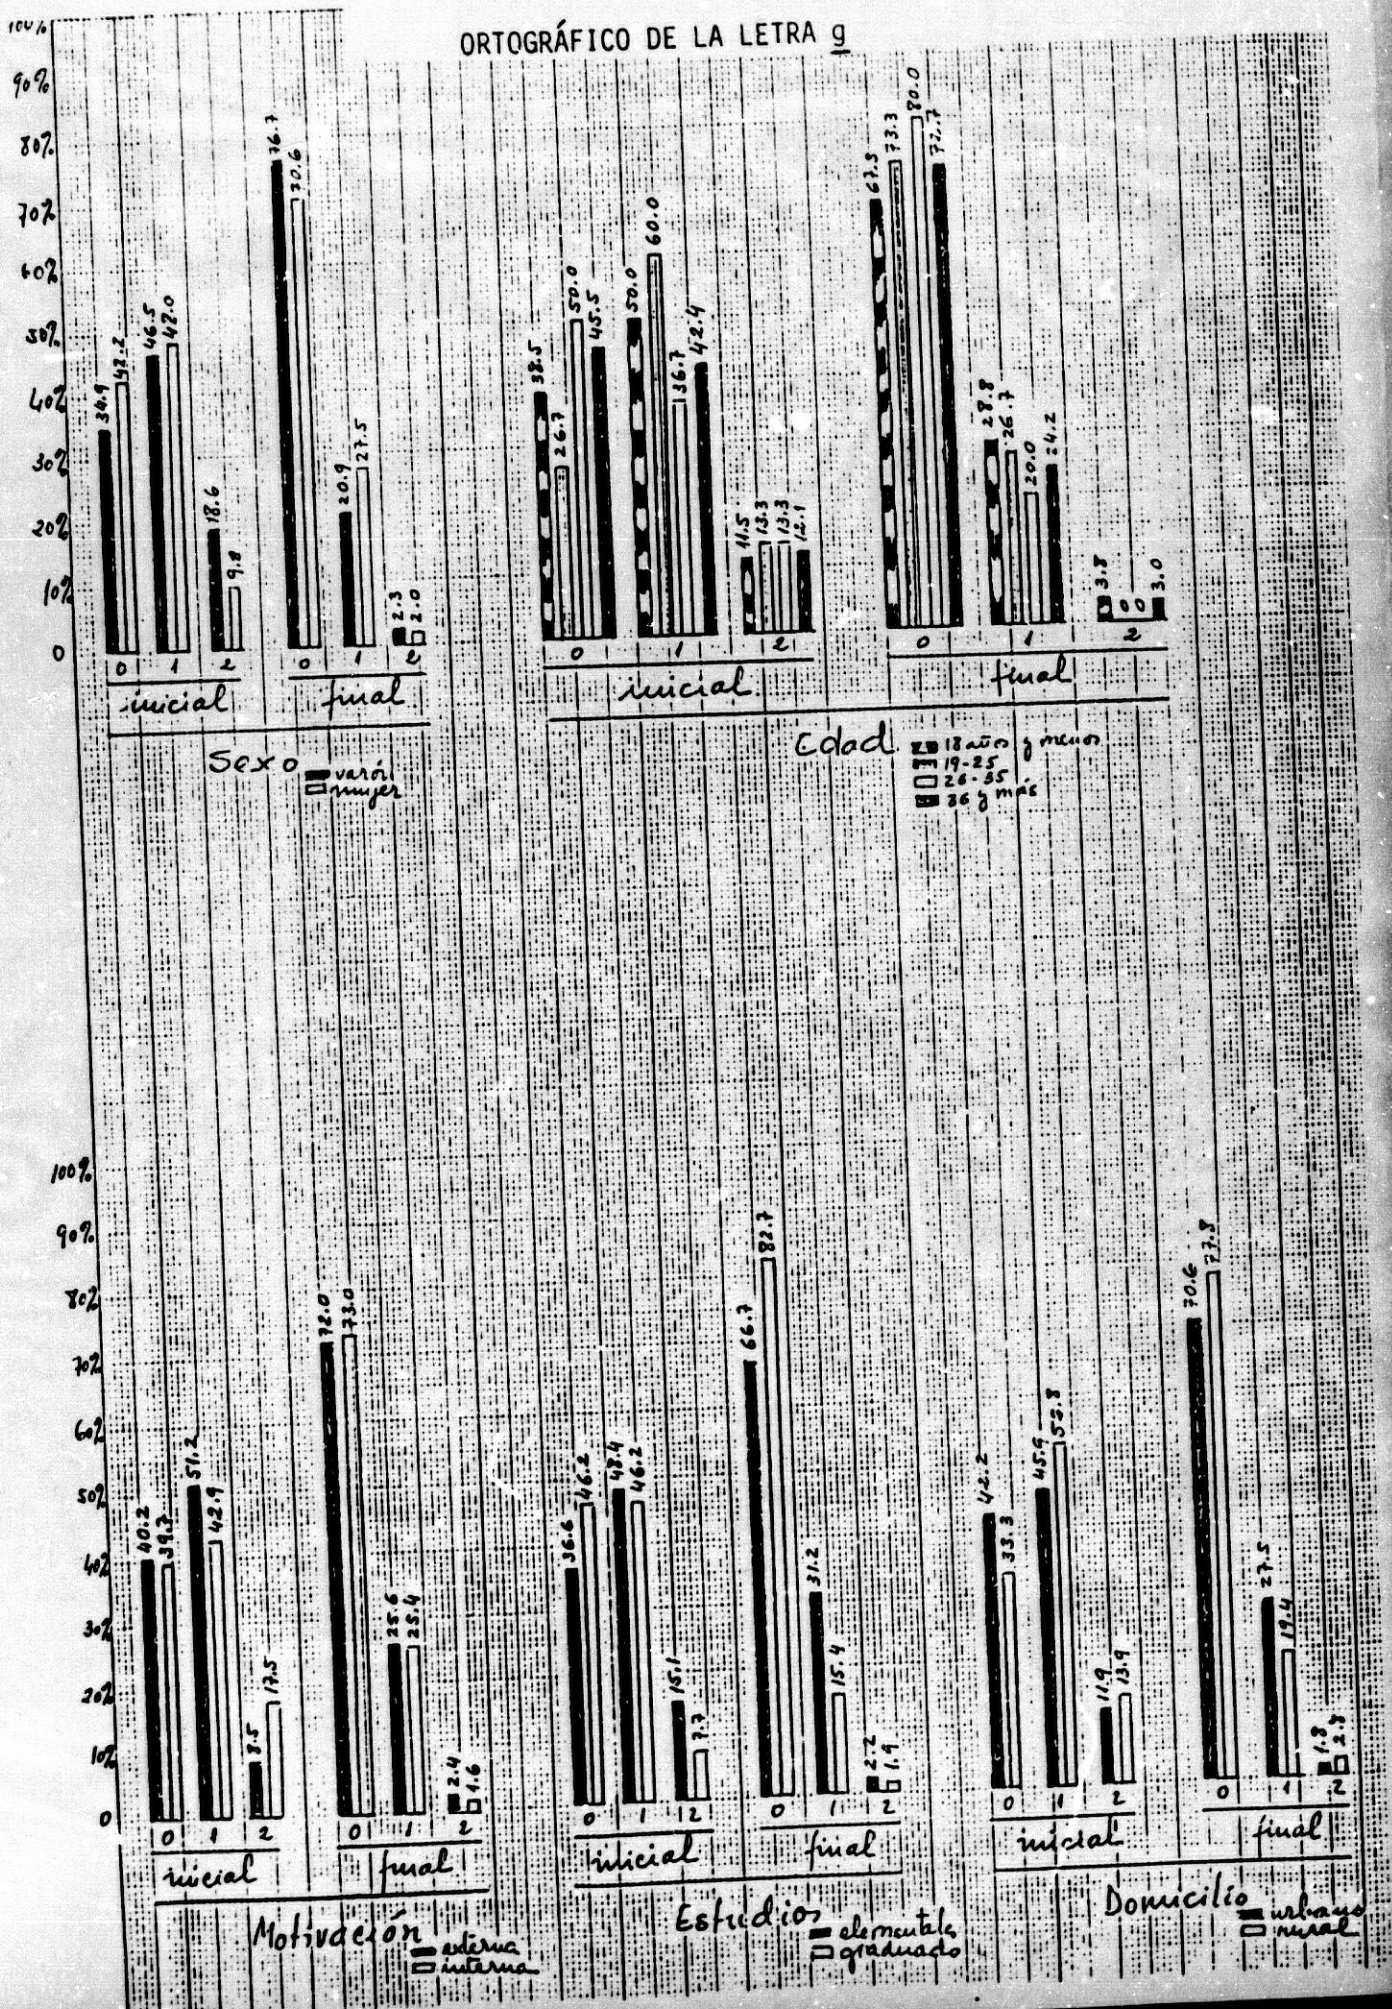 ORTOGRÁFICO DE LA LETRA g
100%
90%
80%
70%
60%
50%
40%
30%
20%
10%
0
34.9 42.2 46.5 48.0 18.6 9.8
76.7 70.6 20.9 27.5 2.3 2.0
38.5 26.7 50.0 45.5 50.0 60.0 36.7 42.4 11.5 13.3 13.3 12.1
67.3 73.3 80.0 72.7 28.8 26.7 20.0 24.2 3.8 0 0 3.0
0 1 2 0 1 2 0 1 2 0 1 2
inicial final inicial final
Sexo
varón
mujer
Edad
18 años y menos
19-25
26-35
36 y más
100%
90%
80%
70%
60%
50%
40%
30%
20%
10%
0
40.2 39.7 51.2 42.9 8.5 17.5
72.0 73.0 25.6 25.4 2.4 1.6
36.6 46.2 48.4 46.2 15.1 7.7
66.7 82.7 31.2 15.4 2.2 1.9
42.2 33.3 45.9 52.8 11.9 13.9
70.6 77.8 27.5 19.4 1.8 2.8
0 1 2 0 1 2 0 1 2 0 1 2 0 1 2 0 1 2
inicial final inicial final inicial final
Motivación
externa
interna
Estudios
elementales
graduado
Domicilio
urbano
rural